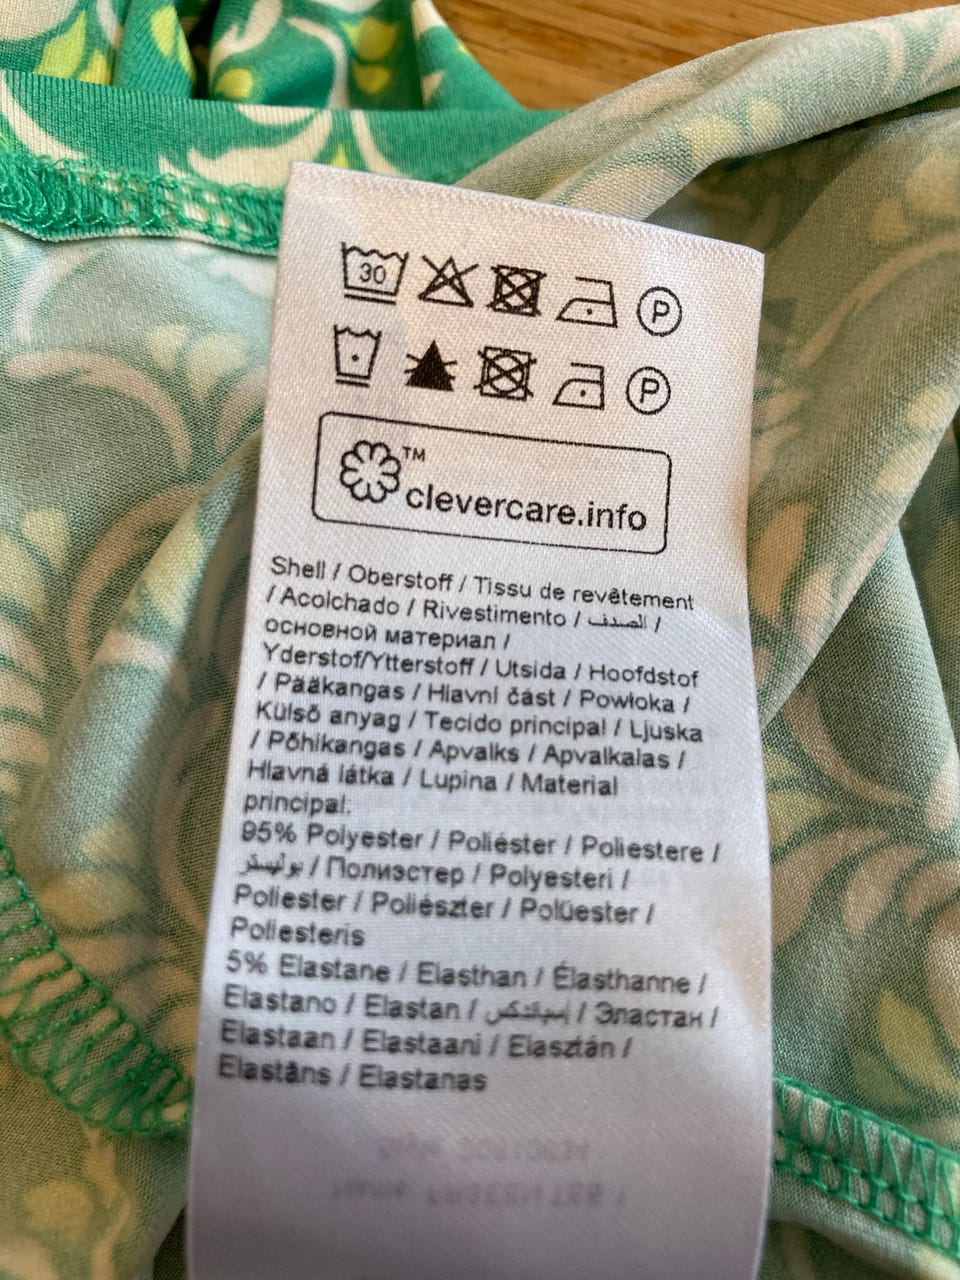 30 P
P
TM
clevercare.info
Shell / Oberstoff / Tissu de revêtement
/ Acolchado / Rivestimento / الصدف /
основной материал /
Yderstof/Ytterstoff / Utsida / Hoofdstof
/ Pääkangas / Hlavní část / Powłoka /
Külső anyag / Tecido principal / Ljuska
/ Põhikangas / Apvalks / Apvalkalas /
Hlavná látka / Lupina / Material
principal:
95% Polyester / Poliéster / Poliestere /
بوليستر / Полиэстер / Polyesteri /
Poliester / Poliészter / Polüester /
Poliesteris
5% Elastane / Elasthan / Élasthanne /
Elastano / Elastan / / Эластан /
Elastaan / Elastaani / Elasztán /
Elastāns / Elastanas